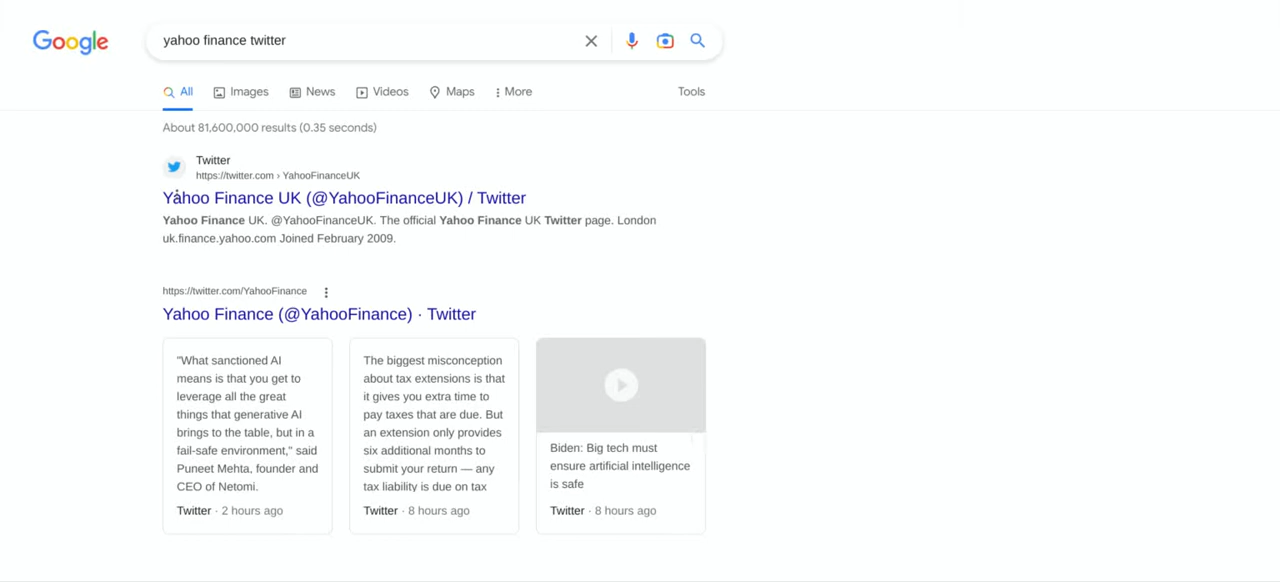 Google
yahoo finance twitter
All
Images
News
Videos
Maps
More
Tools
About 81,600,000 results (0.35 seconds)
Twitter
https://twitter.com › YahooFinanceUK
Yahoo Finance UK (@YahooFinanceUK) / Twitter
Yahoo Finance UK. @YahooFinanceUK. The official Yahoo Finance UK Twitter page. London
uk.finance.yahoo.com Joined February 2009.
https://twitter.com/YahooFinance
Yahoo Finance (@YahooFinance) · Twitter
"What sanctioned AI
means is that you get to
leverage all the great
things that generative AI
brings to the table, but in a
fail-safe environment," said
Puneet Mehta, founder and
CEO of Netomi.
Twitter · 2 hours ago
The biggest misconception
about tax extensions is that
it gives you extra time to
pay taxes that are due. But
an extension only provides
six additional months to
submit your return — any
tax liability is due on tax
Twitter · 8 hours ago
Biden: Big tech must
ensure artificial intelligence
is safe
Twitter · 8 hours ago